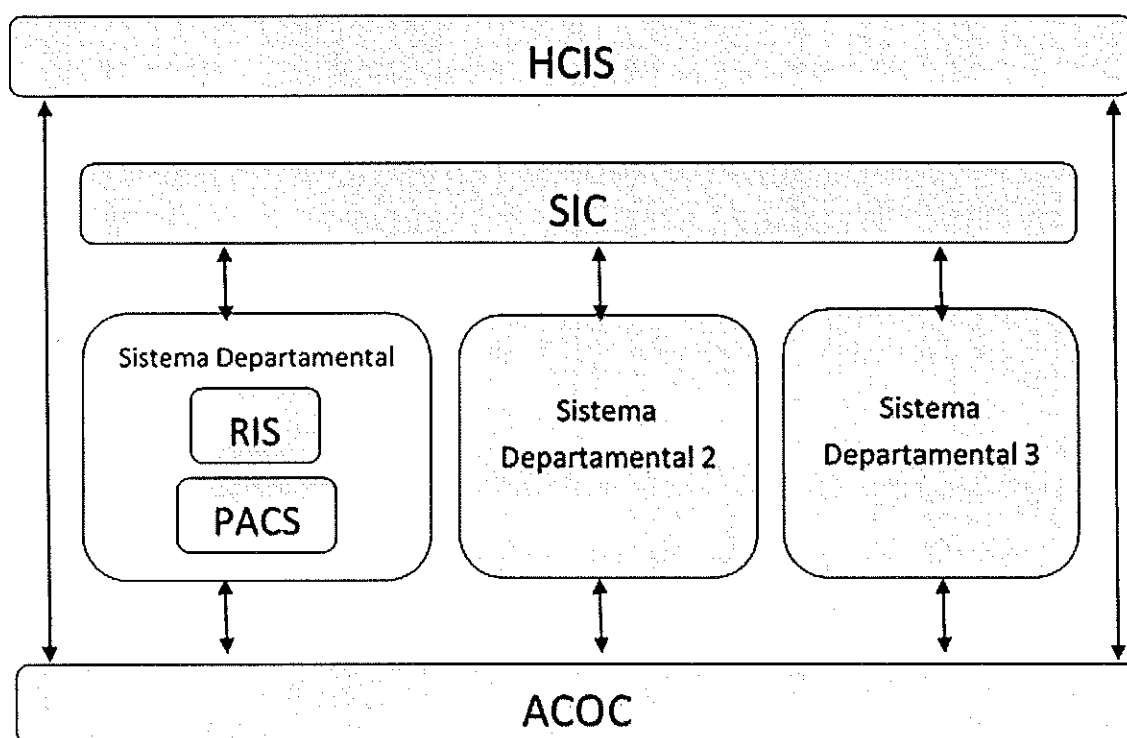 HCIS
SIC
Sistema Departamental
RIS
PACS
Sistema
Departamental 2
Sistema
Departamental 3
ACOC